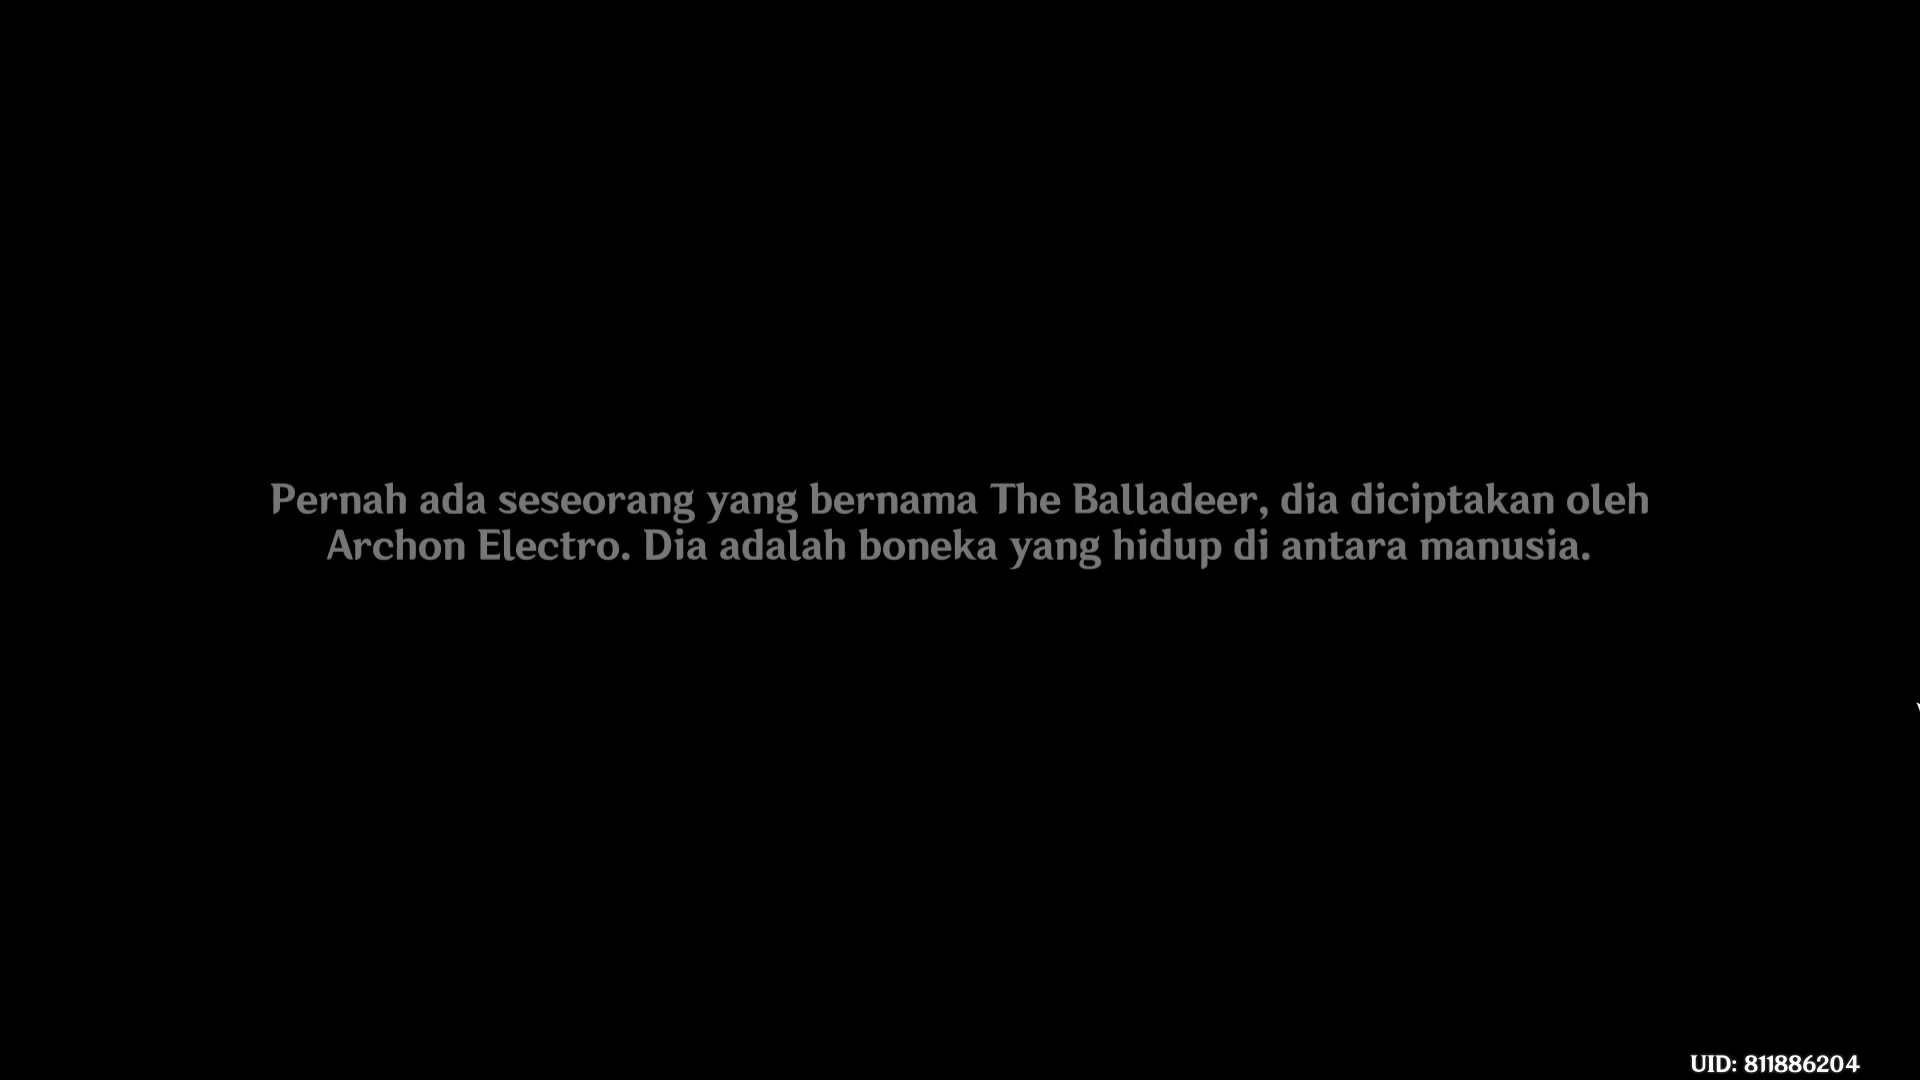 Pernah ada seseorang yang bernama The Balladeer, dia diciptakan oleh
Archon Electro. Dia adalah boneka yang hidup di antara manusia.
UID: 811886204